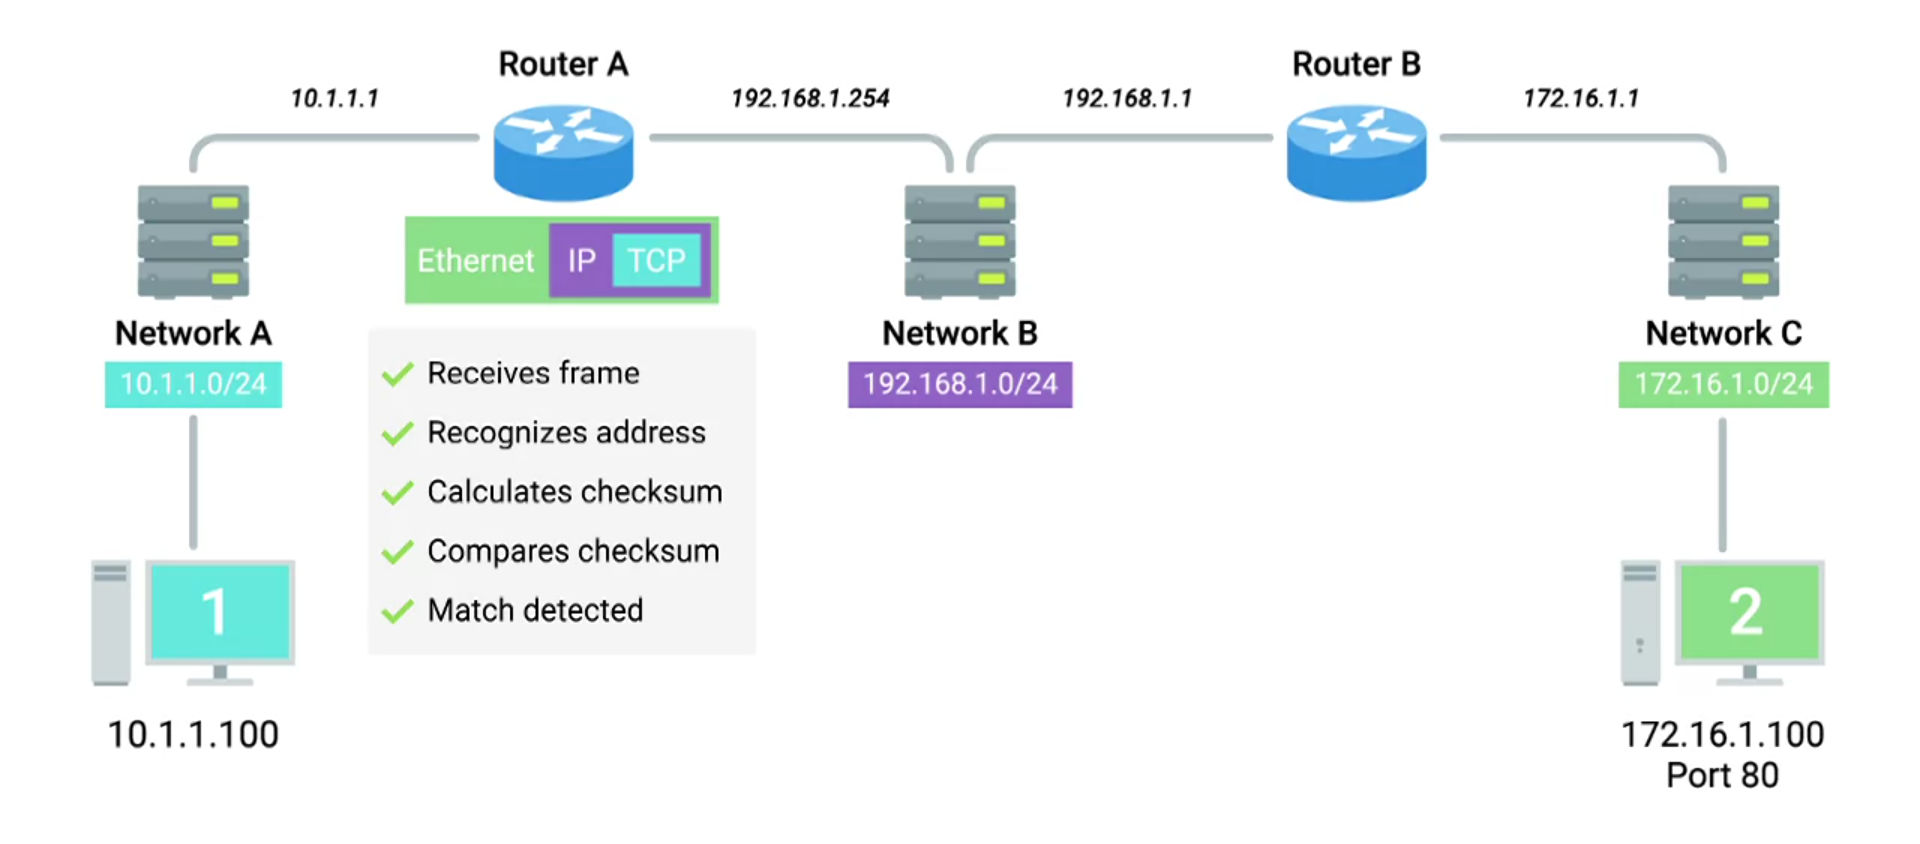 Router A
Router B
10.1.1.1
192.168.1.254
192.168.1.1
172.16.1.1
Ethernet IP TCP
Network A
Network B
Network C
10.1.1.0/24
192.168.1.0/24
172.16.1.0/24
Receives frame
Recognizes address
Calculates checksum
Compares checksum
Match detected
1
2
10.1.1.100
172.16.1.100
Port 80